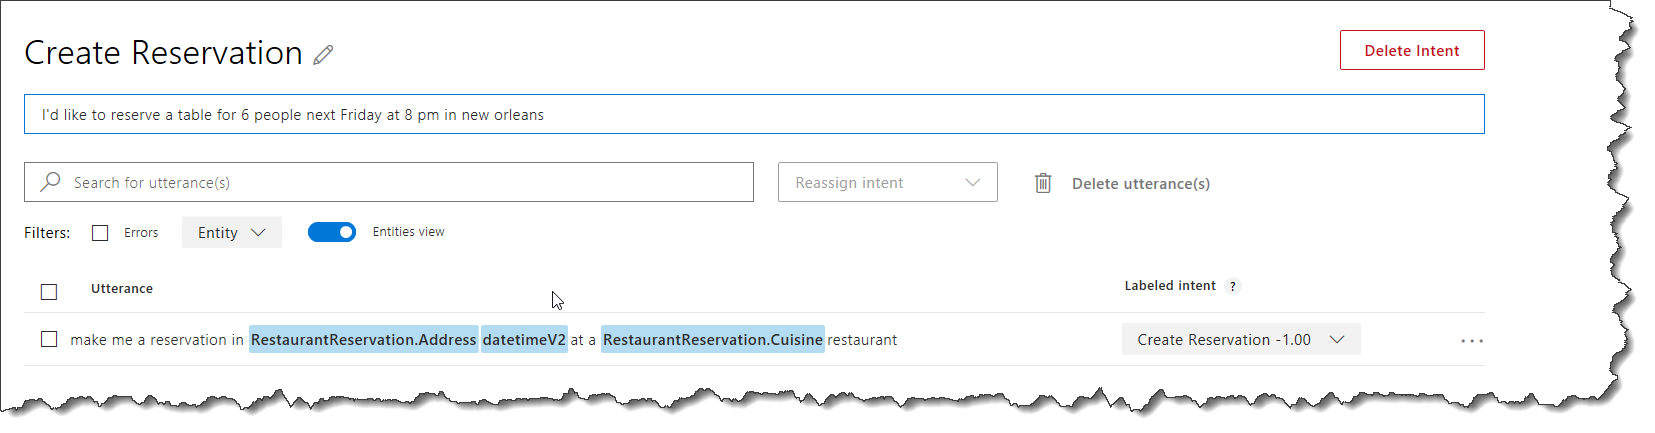 Create Reservation
Delete Intent
I'd like to reserve a table for 6 people next Friday at 8 pm in new orleans
Search for utterance(s)
Reassign intent
Delete utterance(s)
Filters: Errors Entity Entities view
Utterance
Labeled intent ?
make me a reservation in RestaurantReservation.Address datetimeV2 at a RestaurantReservation.Cuisine restaurant
Create Reservation -1.00